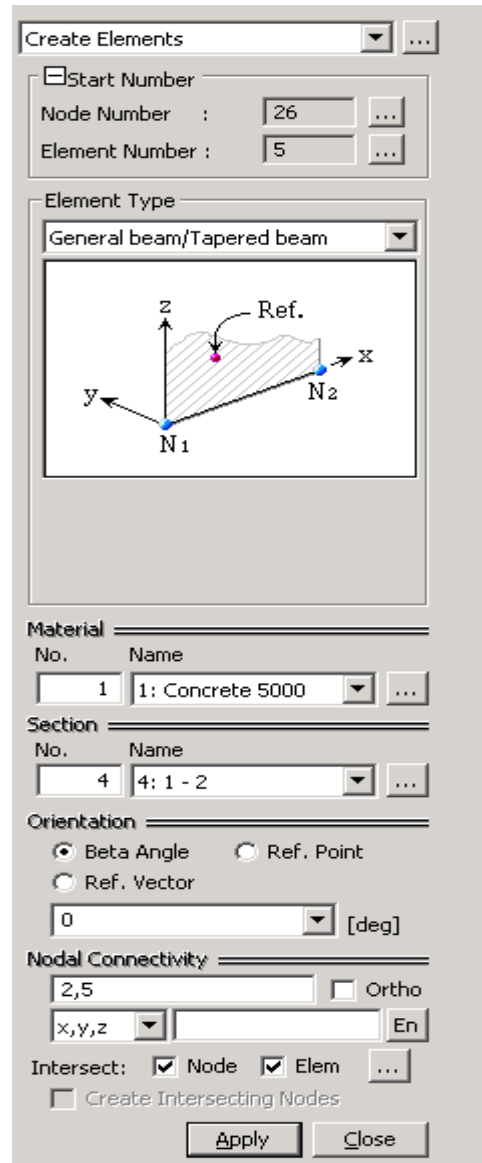 Create Elements ...
Start Number
Node Number : 26 ...
Element Number : 5 ...
Element Type
General beam/Tapered beam
z
Ref.
x
y
N2
N1
Material
No. Name
1 1: Concrete 5000 ...
Section
No. Name
4 4: 1 - 2 ...
Orientation
Beta Angle Ref. Point
Ref. Vector
0 [deg]
Nodal Connectivity
2,5 Ortho
x,y,z En
Intersect: Node Elem ...
Create Intersecting Nodes
Apply Close